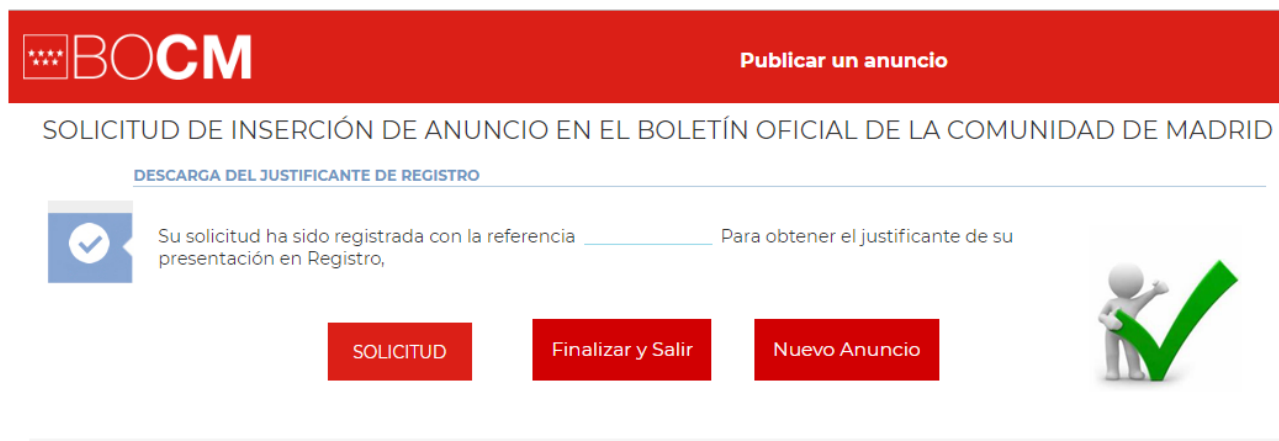 BOCM
Publicar un anuncio
SOLICITUD DE INSERCIÓN DE ANUNCIO EN EL BOLETÍN OFICIAL DE LA COMUNIDAD DE MADRID
DESCARGA DEL JUSTIFICANTE DE REGISTRO
Su solicitud ha sido registrada con la referencia ____________ Para obtener el justificante de su
presentación en Registro,
SOLICITUD
Finalizar y Salir
Nuevo Anuncio